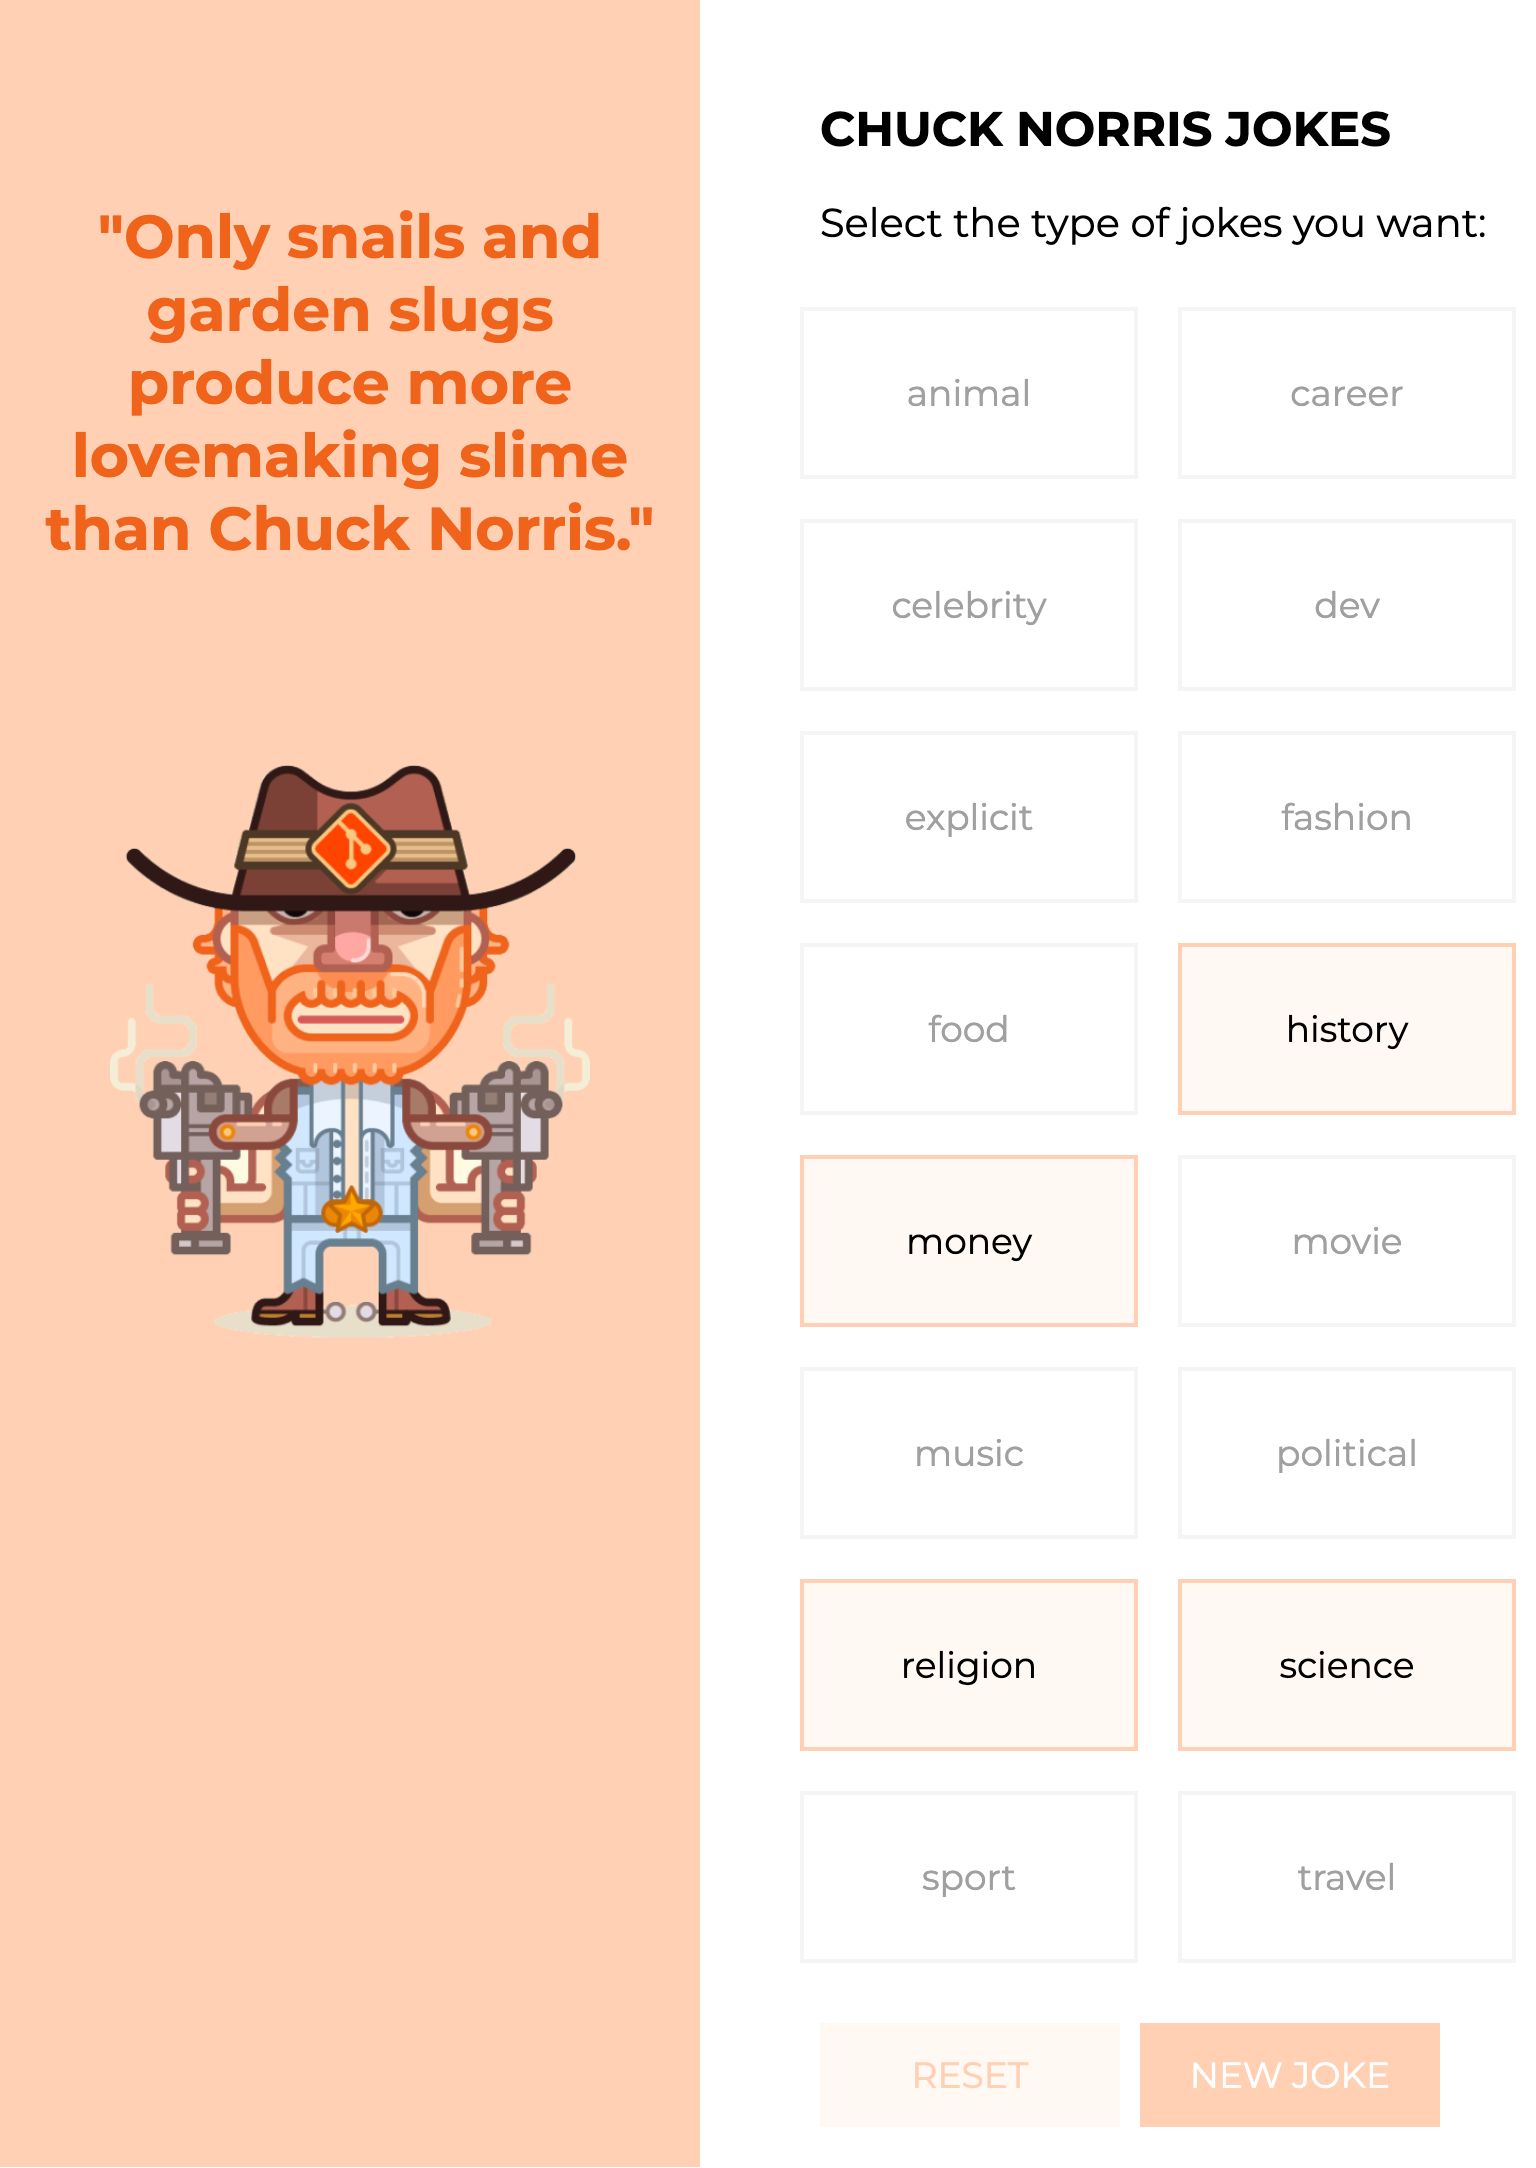 "Only snails and
garden slugs
produce more
lovemaking slime
than Chuck Norris."
CHUCK NORRIS JOKES
Select the type of jokes you want:
animal
career
celebrity
dev
explicit
fashion
food
history
money
movie
music
political
religion
science
sport
travel
RESET
NEW JOKE